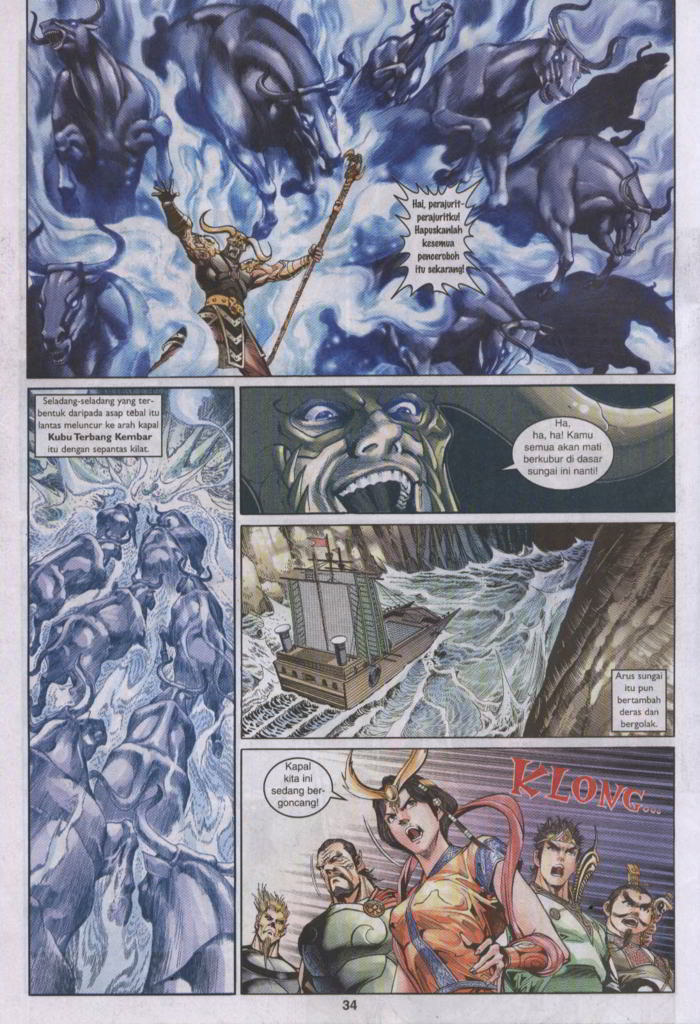 Hai, perajurit-
perajuritku!
Hapuskanlah
kesemua
penceroboh
itu sekarang!
Seladang-seladang yang ter-
bentuk daripada asap tebal itu
lantas meluncur ke arah kapal
Kubu Terbang Kembar
itu dengan sepantas kilat.
Ha,
ha, ha! Kamu
semua akan mati
berkubur di dasar
sungai ini nanti!
Arus sungai
itu pun
bertambah
deras dan
bergolak.
Kapal
kita ini
sedang ber-
goncang!
KLONG...
34